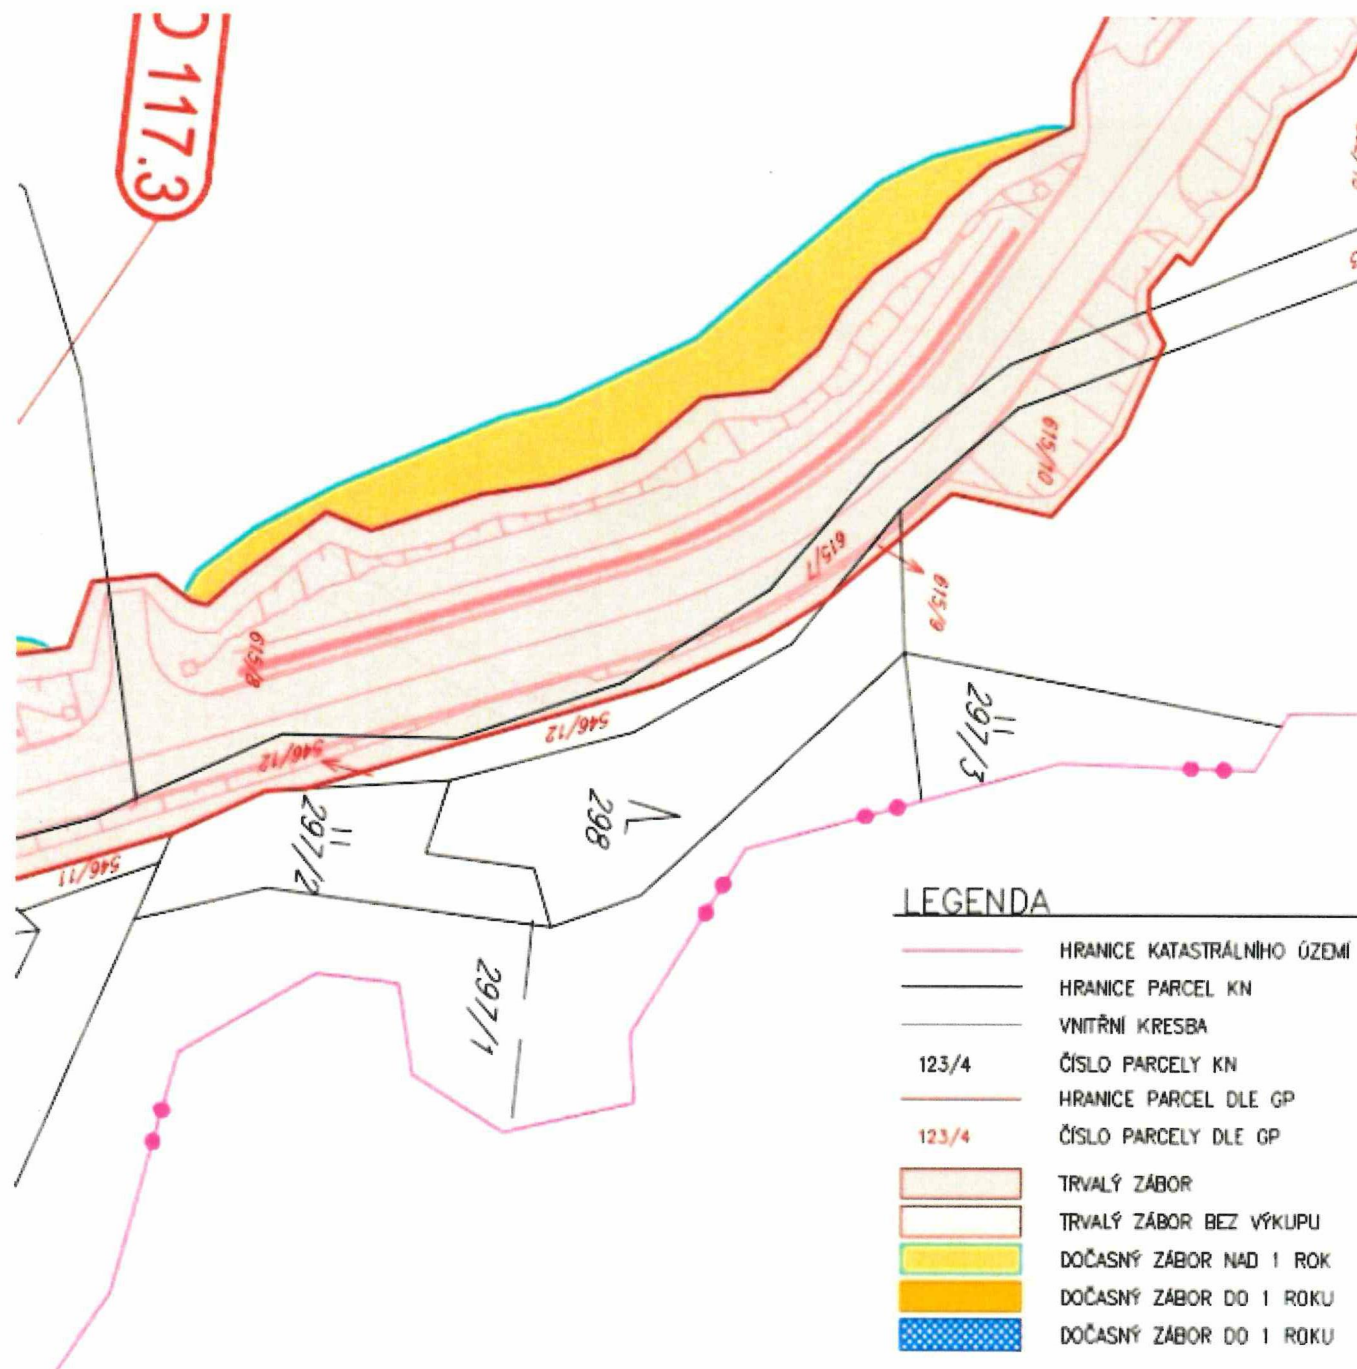 117.3
615/10
615/7
615/9
615/8
546/12
546/12
546/11
297/3
297/2
298
297/1
LEGENDA
HRANICE KATASTRÁLNÍHO ÚZEMÍ
HRANICE PARCEL KN
VNITŘNÍ KRESBA
123/4 ČÍSLO PARCELY KN
HRANICE PARCEL DLE GP
123/4 ČÍSLO PARCELY DLE GP
TRVALÝ ZÁBOR
TRVALÝ ZÁBOR BEZ VÝKUPU
DOČASNÝ ZÁBOR NAD 1 ROK
DOČASNÝ ZÁBOR DO 1 ROKU
DOČASNÝ ZÁBOR DO 1 ROKU